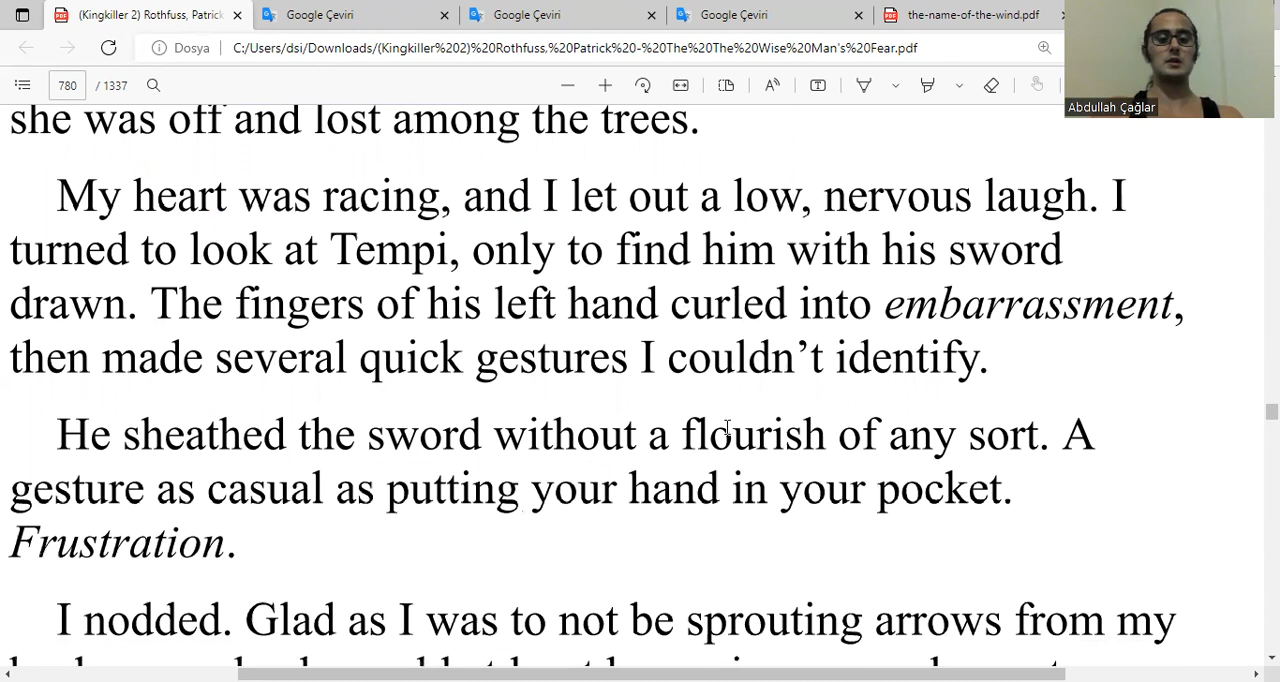 (Kingkiller 2) Rothfuss, Patrick
Google Çeviri
Google Çeviri
Google Çeviri
the-name-of-the-wind.pdf
Dosya
C:/Users/dsi/Downloads/(Kingkiller%202)%20Rothfuss,%20Patrick%20-%20The%20The%20Wise%20Man's%20Fear.pdf
780 / 1337
Abdullah Çağlar
she was off and lost among the trees.
My heart was racing, and I let out a low, nervous laugh. I
turned to look at Tempi, only to find him with his sword
drawn. The fingers of his left hand curled into embarrassment,
then made several quick gestures I couldn’t identify.
He sheathed the sword without a flourish of any sort. A
gesture as casual as putting your hand in your pocket.
Frustration.
I nodded. Glad as I was to not be sprouting arrows from my